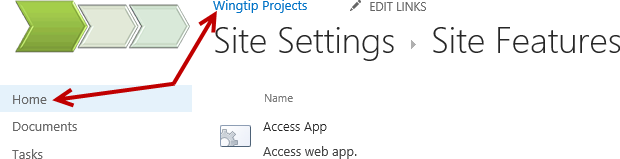 Wingtip Projects
EDIT LINKS
Site Settings ▸ Site Features
Home
Documents
Tasks
Name
Access App
Access web app.